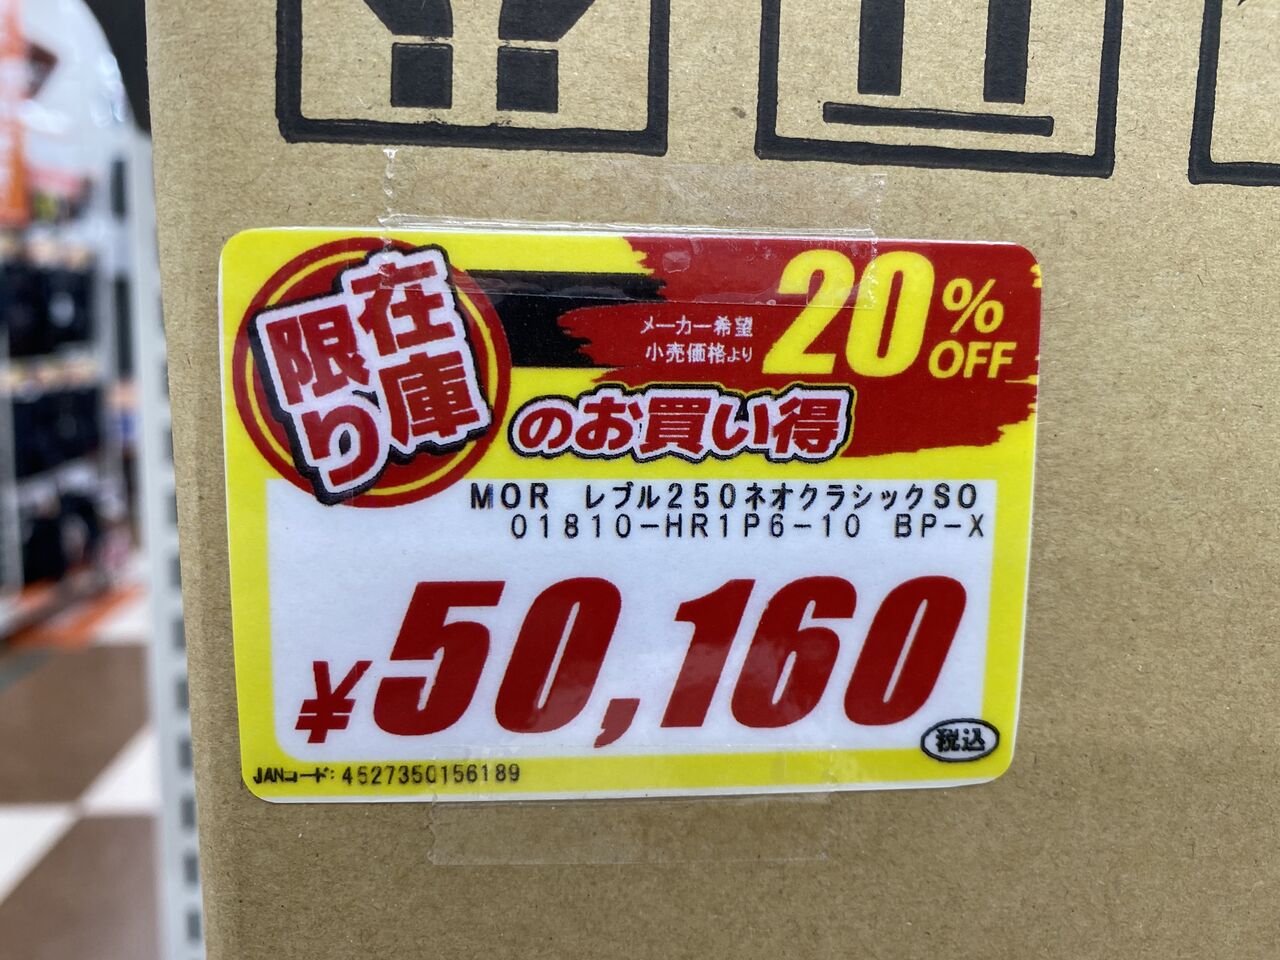 在庫
限り
のお買い得
メーカー希望
小売価格より
20%
OFF
MOR レブル250ネオクラシックSO
01810-HR1P6-10 BP-X
¥50,160
税込
JANコード:4527350156189